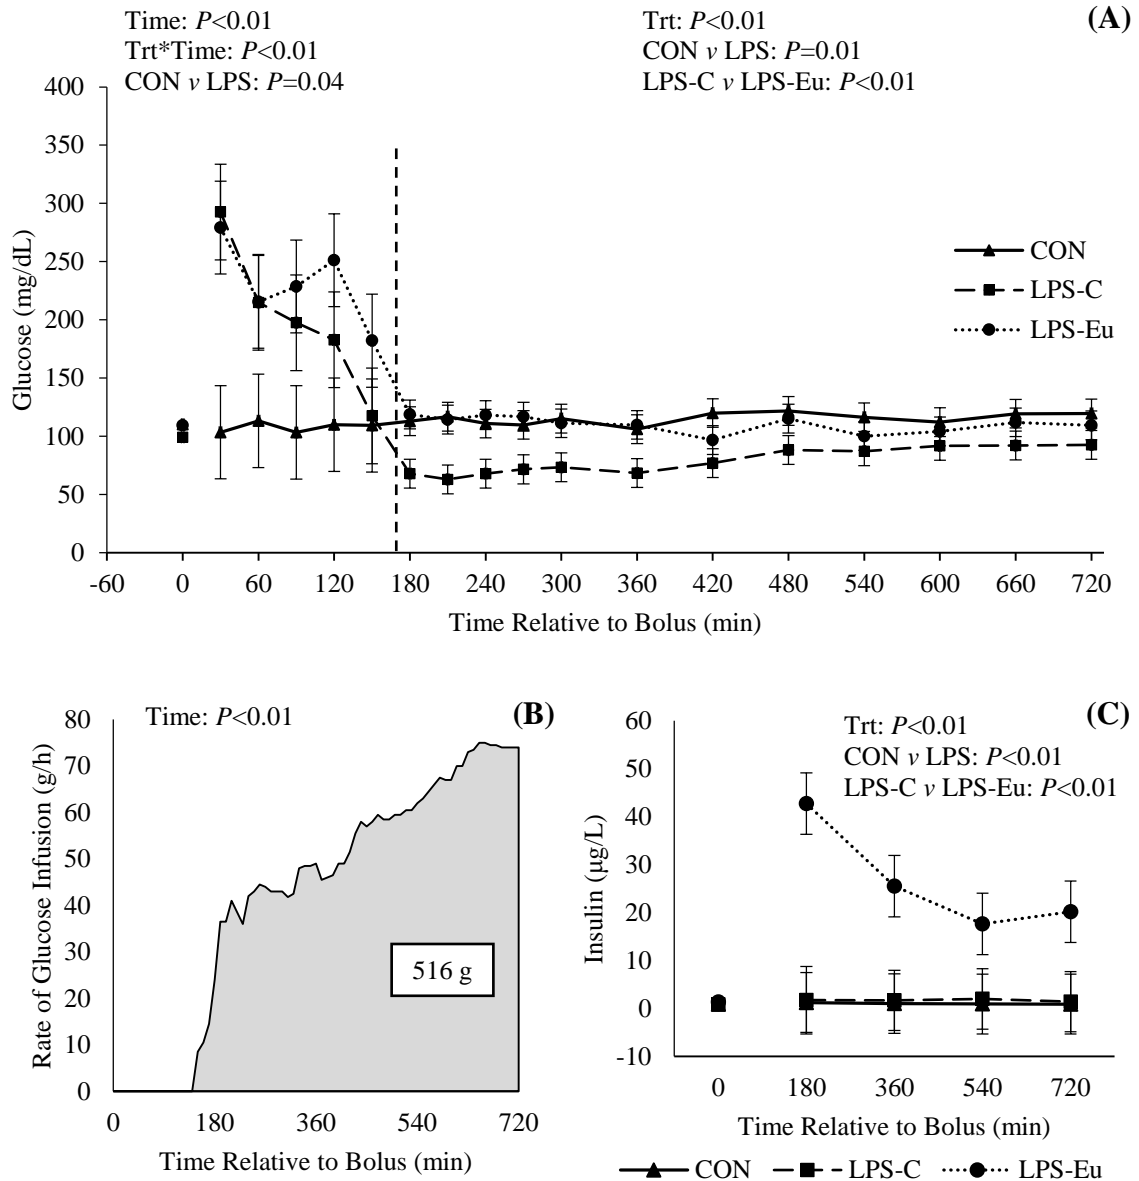 Time: P<0.01
Trt*Time: P<0.01
CON v LPS: P=0.04
Trt: P<0.01
CON v LPS: P=0.01
LPS-C v LPS-Eu: P<0.01
(A)
Glucose (mg/dL)
400
350
300
250
200
150
100
50
0
CON
LPS-C
LPS-Eu
-60 0 60 120 180 240 300 360 420 480 540 600 660 720
Time Relative to Bolus (min)
Time: P<0.01
(B)
Rate of Glucose Infusion (g/h)
80
70
60
50
40
30
20
10
0
516 g
0 180 360 540 720
Time Relative to Bolus (min)
(C)
Trt: P<0.01
CON v LPS: P<0.01
LPS-C v LPS-Eu: P<0.01
Insulin (µg/L)
60
50
40
30
20
10
0
-10
0 180 360 540 720
Time Relative to Bolus (min)
CON LPS-C LPS-Eu